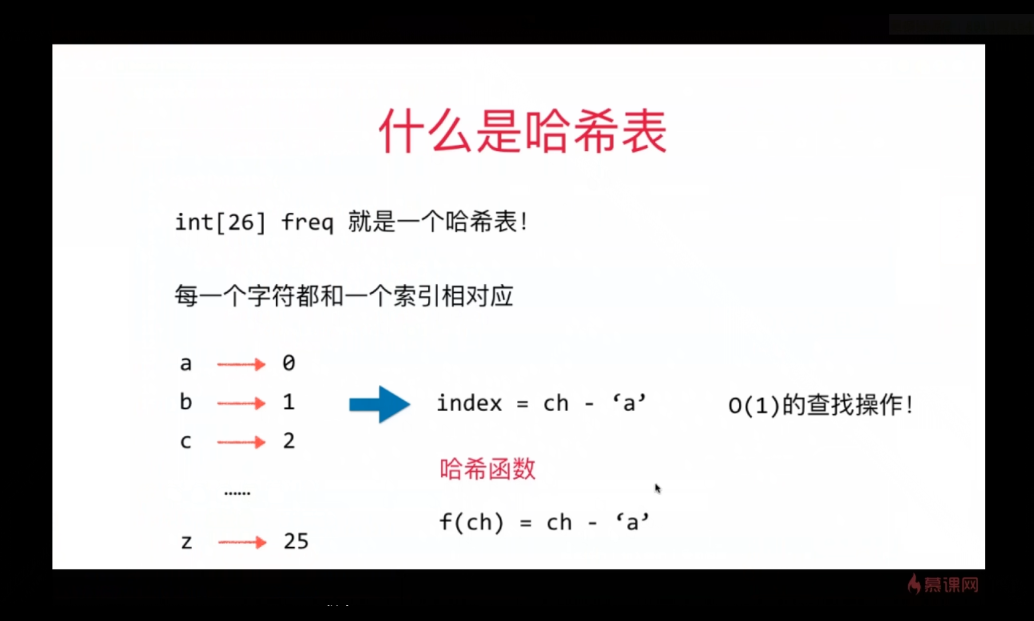 什么是哈希表
int[26] freq 就是一个哈希表!
每一个字符都和一个索引相对应
a 0
b 1
c 2
……
z 25
index = ch - ‘a’
哈希函数
f(ch) = ch - ‘a’
O(1)的查找操作!
慕课网